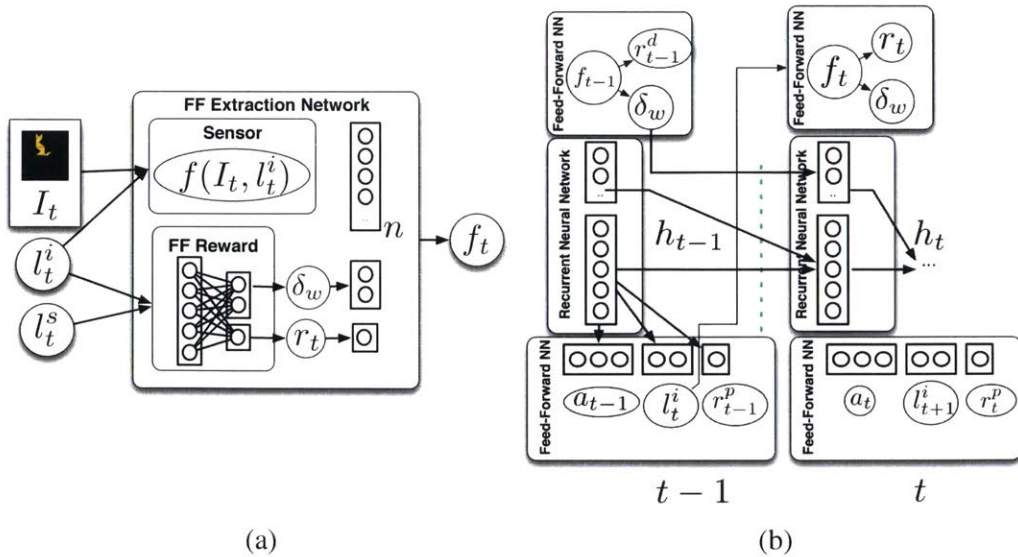 FF Extraction Network
Sensor
f(I_t, l_t^i)
I_t
l_t^i
l_t^s
FF Reward
δ_w
r_t
..
n
f_t
(a)
Feed-Forward NN
f_{t-1}
r_{t-1}^d
δ_w
Recurrent Neural Network
..
h_{t-1}
Feed-Forward NN
a_{t-1}
l_t^i
r_{t-1}^p
t − 1
Feed-Forward NN
f_t
r_t
δ_w
Recurrent Neural Network
..
h_t
...
Feed-Forward NN
a_t
l_{t+1}^i
r_t^p
t
(b)